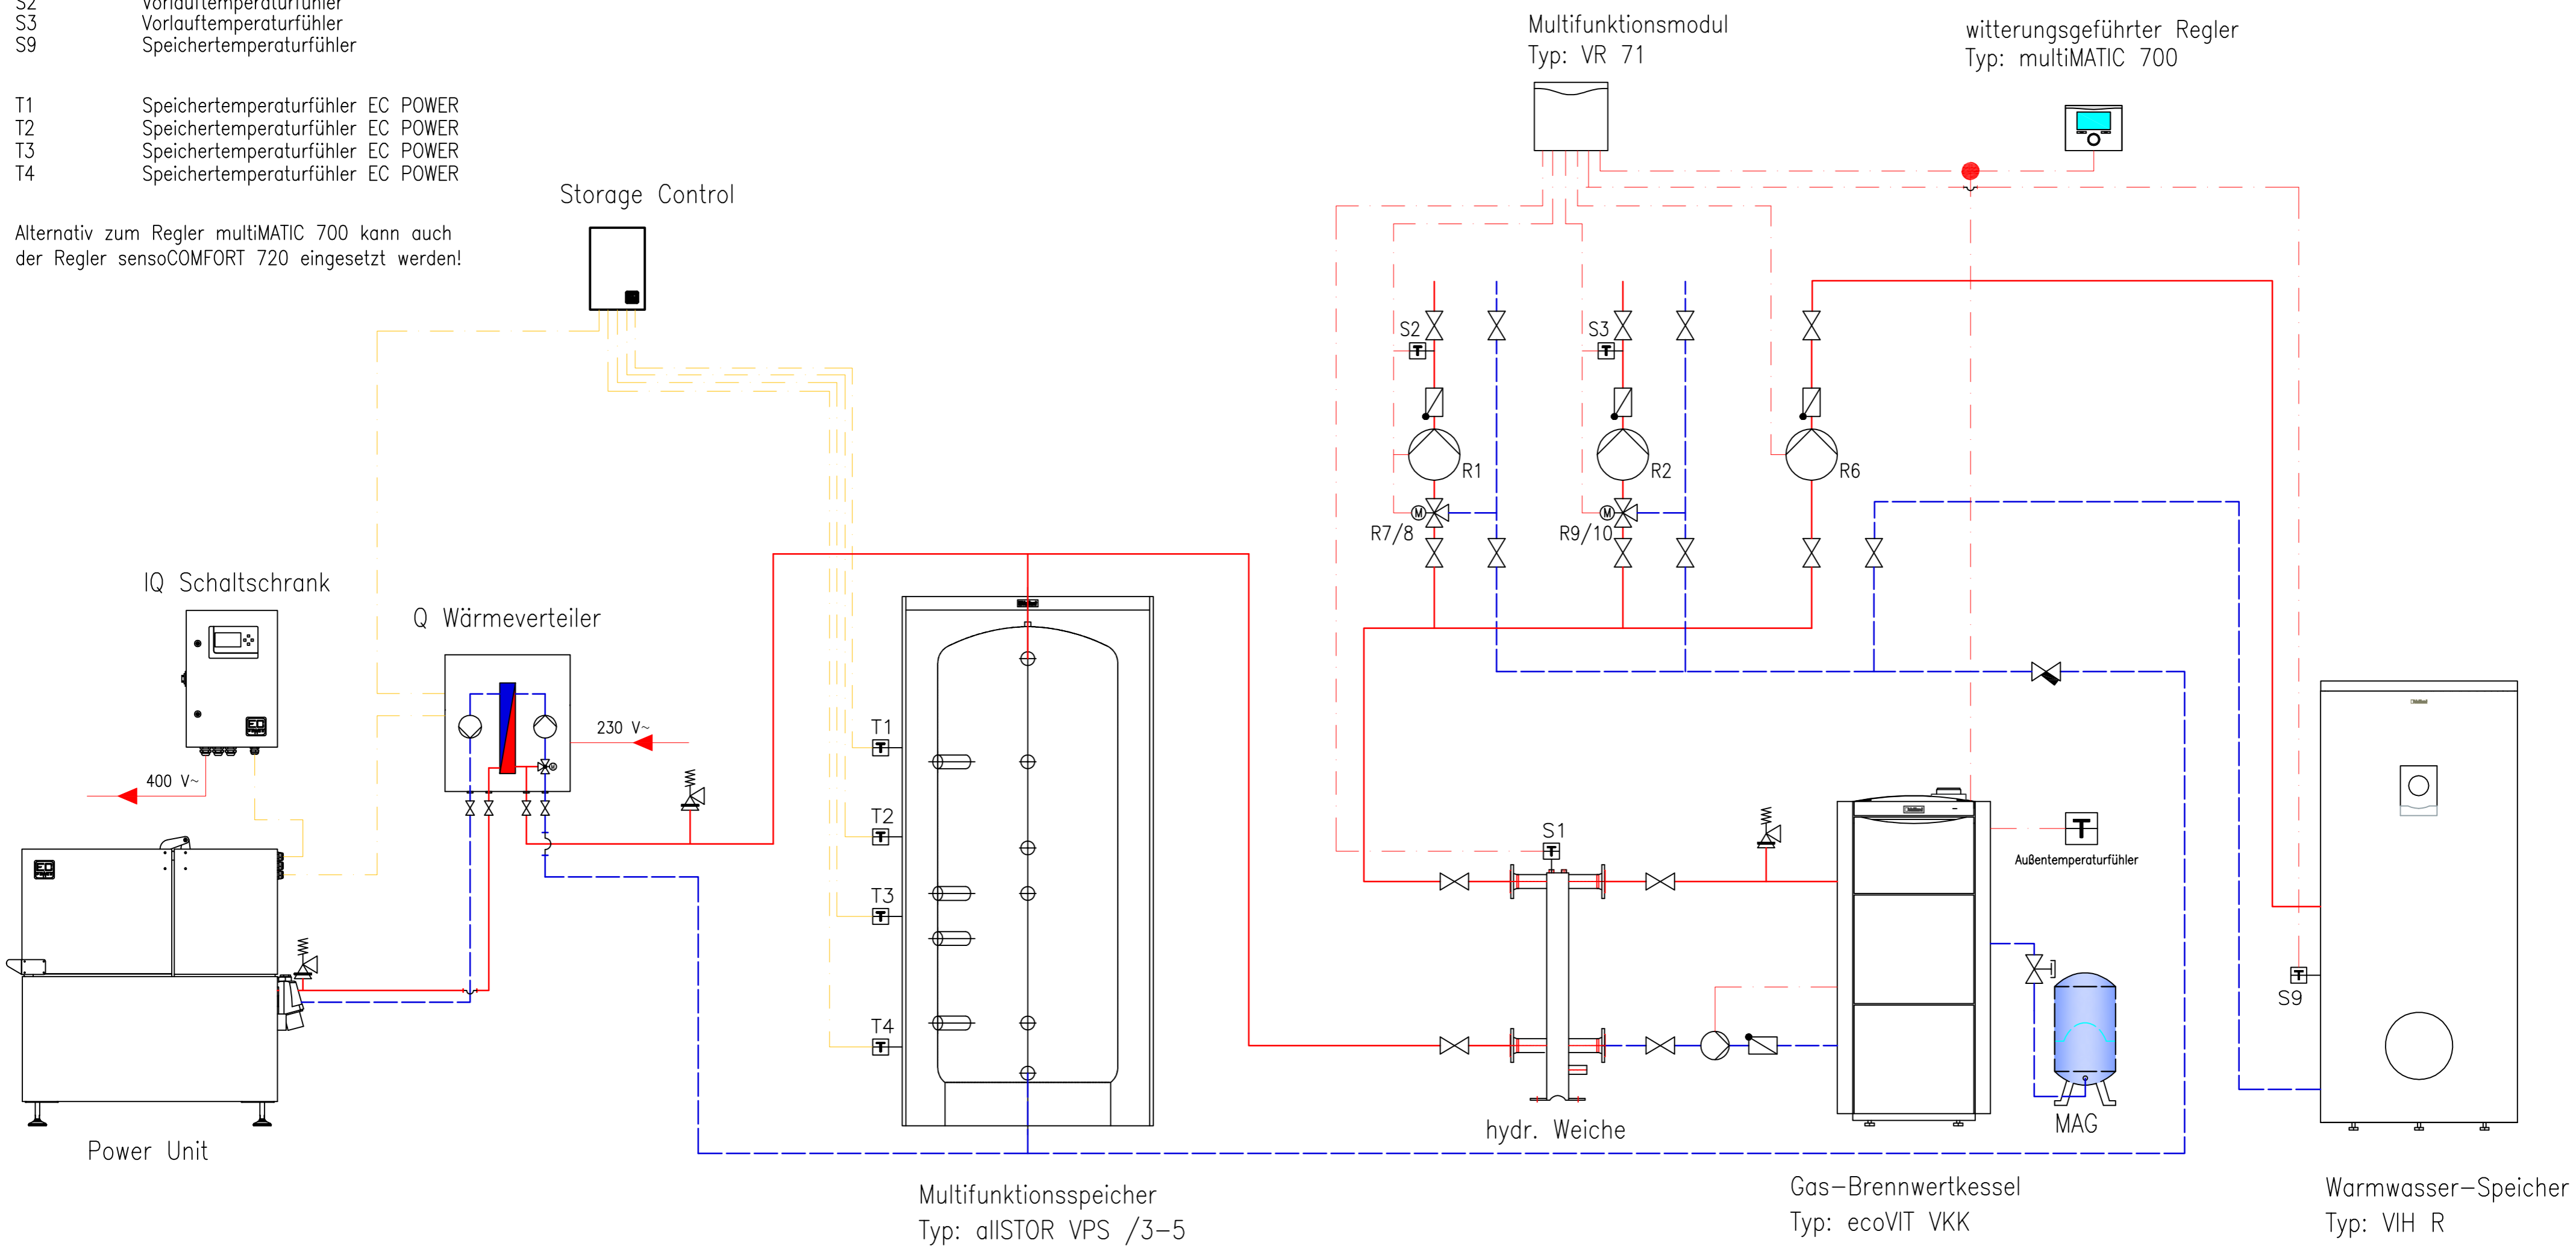 S2 Vorlauftemperaturfühler
S3 Vorlauftemperaturfühler
S9 Speichertemperaturfühler
T1 Speichertemperaturfühler EC POWER
T2 Speichertemperaturfühler EC POWER
T3 Speichertemperaturfühler EC POWER
T4 Speichertemperaturfühler EC POWER
Alternativ zum Regler multiMATIC 700 kann auch
der Regler sensoCOMFORT 720 eingesetzt werden!
Storage Control
Multifunktionsmodul
Typ: VR 71
witterungsgeführter Regler
Typ: multiMATIC 700
S2
S3
R1
R2
R6
M
M
R7/8
R9/10
IQ Schaltschrank
Q Wärmeverteiler
400 V~
230 V~
T1
T
T2
T
T3
T
T4
T
S1
T
Außentemperaturfühler
S9
T
Power Unit
hydr. Weiche
MAG
Multifunktionsspeicher
Typ: allSTOR VPS /3-5
Gas-Brennwertkessel
Typ: ecoVIT VKK
Warmwasser-Speicher
Typ: VIH R